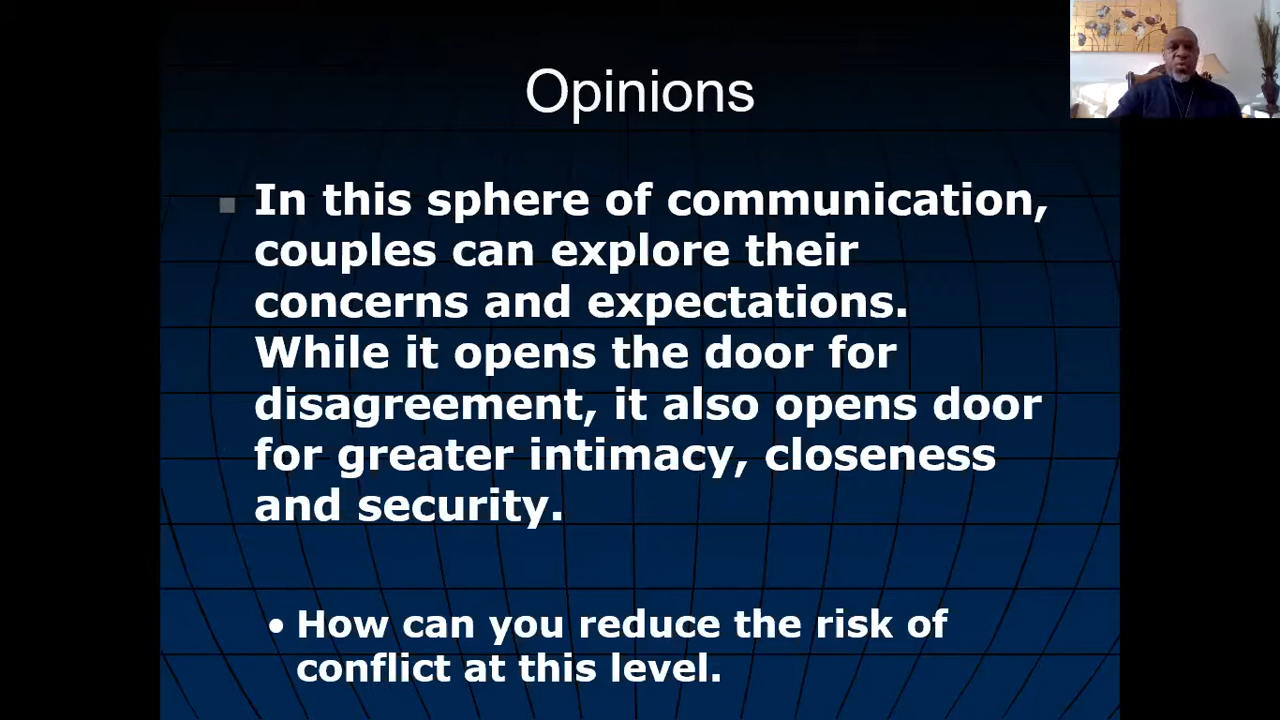 Opinions
In this sphere of communication,
couples can explore their
concerns and expectations.
While it opens the door for
disagreement, it also opens door
for greater intimacy, closeness
and security.
• How can you reduce the risk of
conflict at this level.